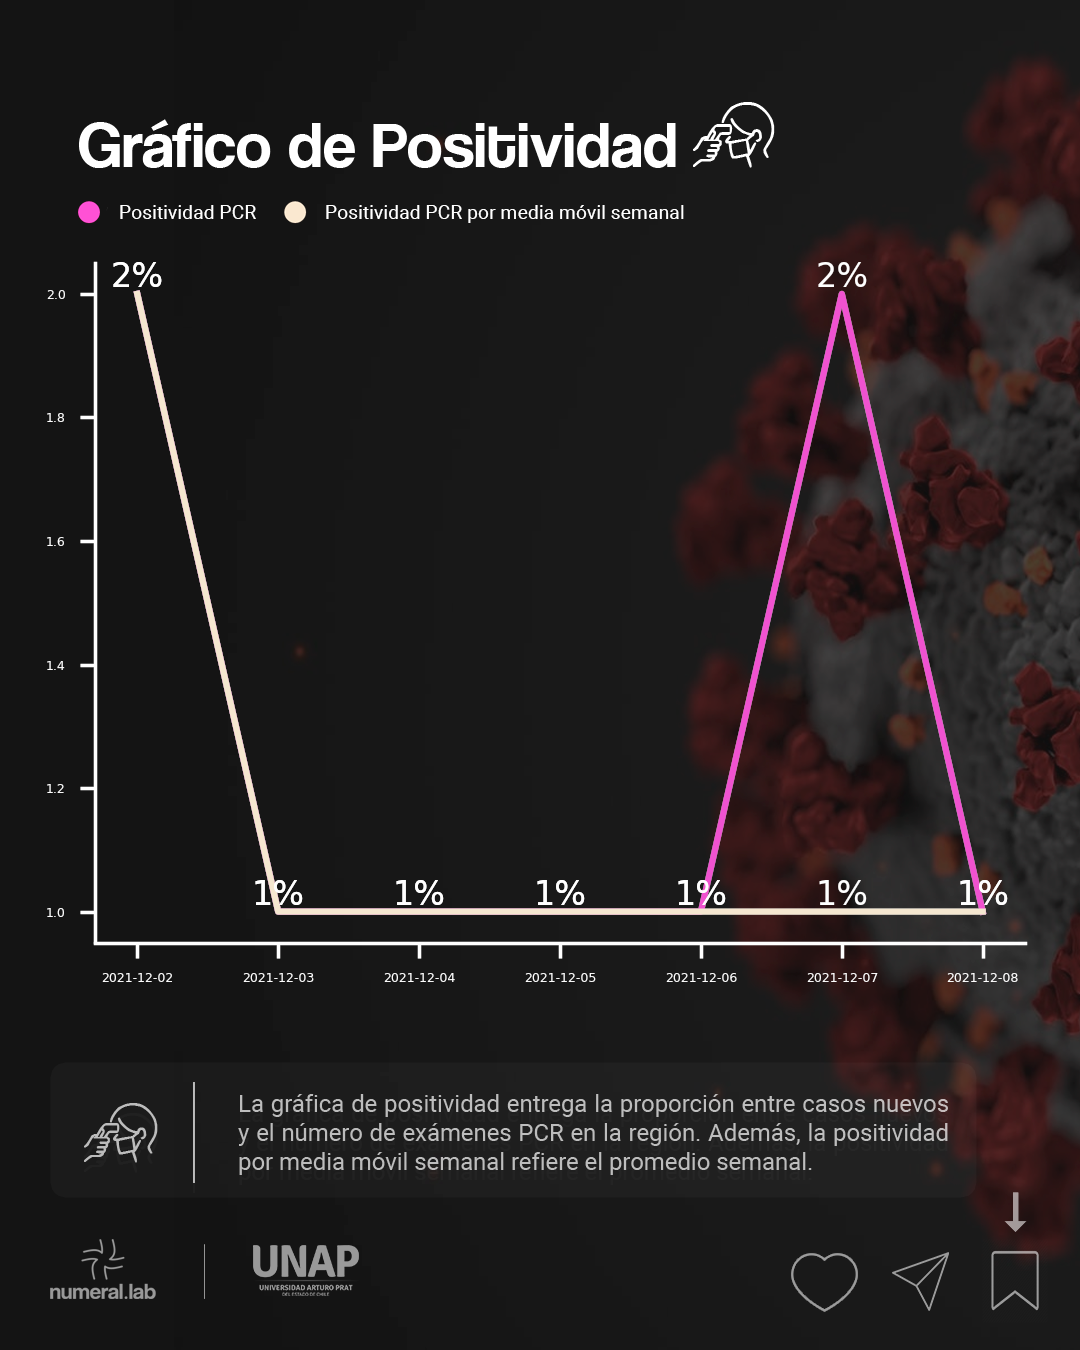 Gráfico de Positividad
Positividad PCR Positividad PCR por media móvil semanal
2% 2%
2.0
1.8
1.6
1.4
1.2
1% 1% 1% 1% 1% 1%
1.0
2021-12-02 2021-12-03 2021-12-04 2021-12-05 2021-12-06 2021-12-07 2021-12-08
La gráfica de positividad entrega la proporción entre casos nuevos
y el número de exámenes PCR en la región. Además, la positividad
por media móvil semanal refiere el promedio semanal.
numeral.lab
UNAP
UNIVERSIDAD ARTURO PRAT
DEL ESTADO DE CHILE